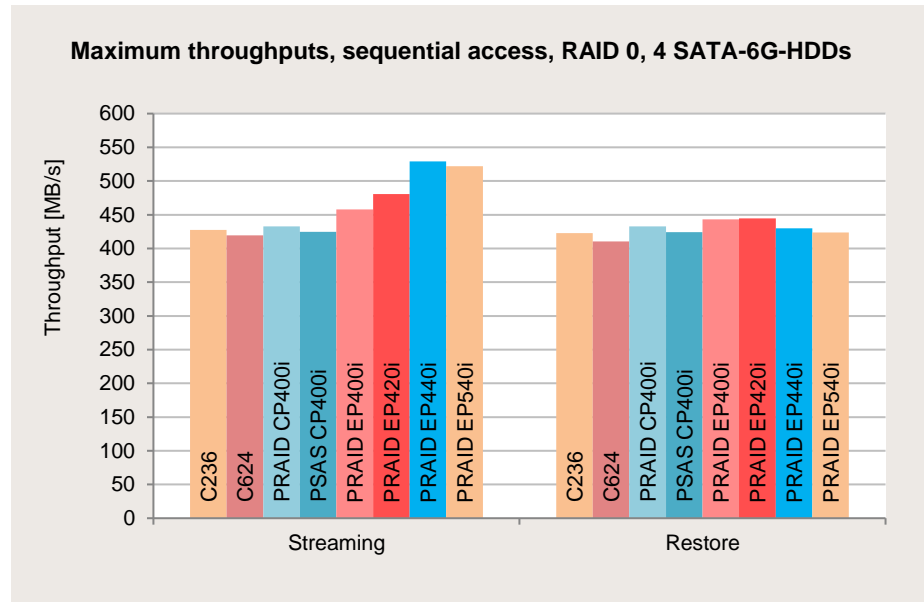 Maximum throughputs, sequential access, RAID 0, 4 SATA-6G-HDDs
Throughput [MB/s]
600
550
500
450
400
350
300
250
200
150
100
50
0
C236
C624
PRAID CP400i
PSAS CP400i
PRAID EP400i
PRAID EP420i
PRAID EP440i
PRAID EP540i
C236
C624
PRAID CP400i
PSAS CP400i
PRAID EP400i
PRAID EP420i
PRAID EP440i
PRAID EP540i
Streaming
Restore